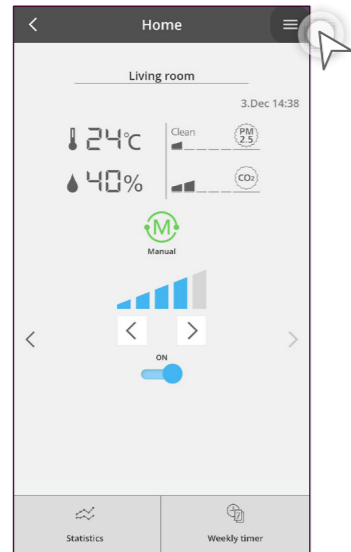 Home
Living room
3.Dec 14:38
24°C
Clean
PM
2.5
40%
CO₂
M
Manual
ON
Statistics
Weekly timer